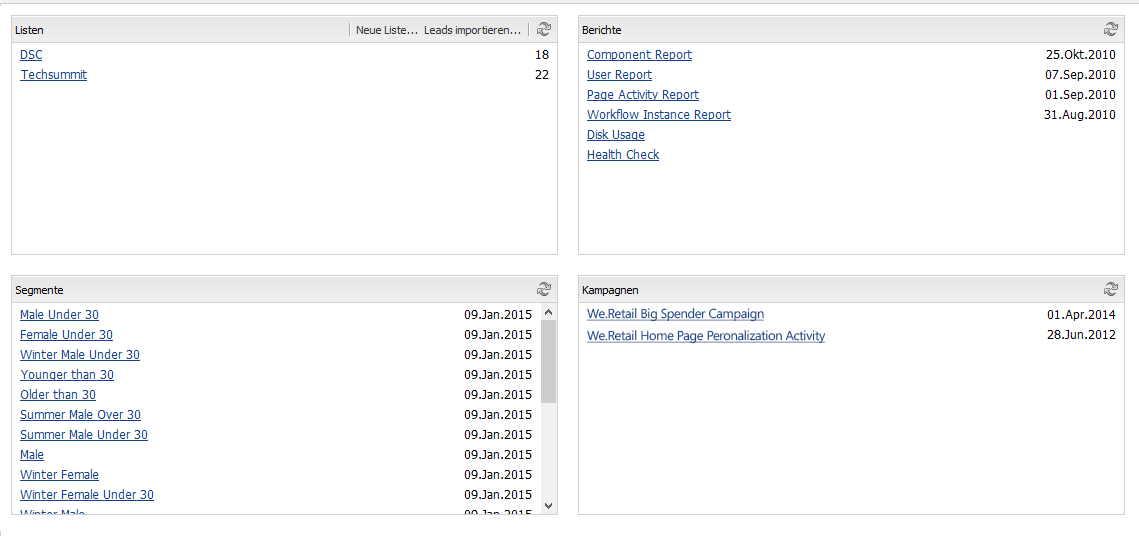 Listen Neue Liste... Leads importieren...
DSC 18
Techsummit 22
Berichte
Component Report 25.Okt.2010
User Report 07.Sep.2010
Page Activity Report 01.Sep.2010
Workflow Instance Report 31.Aug.2010
Disk Usage
Health Check
Segmente
Male Under 30 09.Jan.2015
Female Under 30 09.Jan.2015
Winter Male Under 30 09.Jan.2015
Younger than 30 09.Jan.2015
Older than 30 09.Jan.2015
Summer Male Over 30 09.Jan.2015
Summer Male Under 30 09.Jan.2015
Male 09.Jan.2015
Winter Female 09.Jan.2015
Winter Female Under 30 09.Jan.2015
Winter Male 09.Jan.2015
Kampagnen
We.Retail Big Spender Campaign 01.Apr.2014
We.Retail Home Page Peronalization Activity 28.Jun.2012